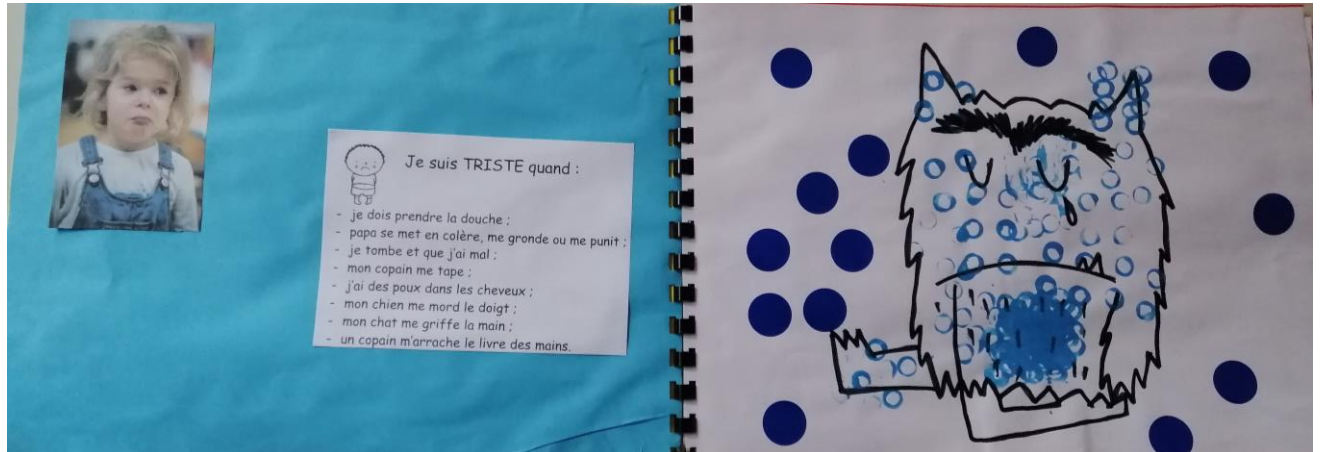 Je suis TRISTE quand :
- je dois prendre la douche ;
- papa se met en colère, me gronde ou me punit ;
- je tombe et que j'ai mal ;
- mon copain me tape ;
- j'ai des poux dans les cheveux ;
- mon chien me mord le doigt ;
- mon chat me griffe la main ;
- un copain m'arrache le livre des mains.